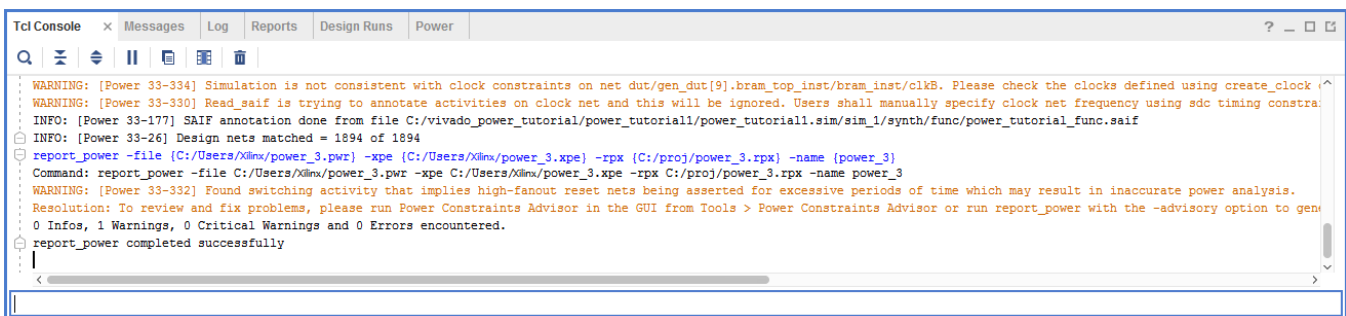 Tcl Console × Messages Log Reports Design Runs Power ?
WARNING: [Power 33-334] Simulation is not consistent with clock constraints on net dut/gen_dut[9].bram_top_inst/bram_inst/clkB. Please check the clocks defined using create_clock
WARNING: [Power 33-330] Read_saif is trying to annotate activities on clock net and this will be ignored. Users shall manually specify clock net frequency using sdc timing constrai
INFO: [Power 33-177] SAIF annotation done from file C:/vivado_power_tutorial/power_tutorial1/power_tutorial1.sim/sim_1/synth/func/power_tutorial_func.saif
INFO: [Power 33-26] Design nets matched = 1894 of 1894
report_power -file {C:/Users/Xilinx/power_3.pwr} -xpe {C:/Users/Xilinx/power_3.xpe} -rpx {C:/proj/power_3.rpx} -name {power_3}
Command: report_power -file C:/Users/Xilinx/power_3.pwr -xpe C:/Users/Xilinx/power_3.xpe -rpx C:/proj/power_3.rpx -name power_3
WARNING: [Power 33-332] Found switching activity that implies high-fanout reset nets being asserted for excessive periods of time which may result in inaccurate power analysis.
Resolution: To review and fix problems, please run Power Constraints Advisor in the GUI from Tools > Power Constraints Advisor or run report_power with the -advisory option to gene
0 Infos, 1 Warnings, 0 Critical Warnings and 0 Errors encountered.
report_power completed successfully